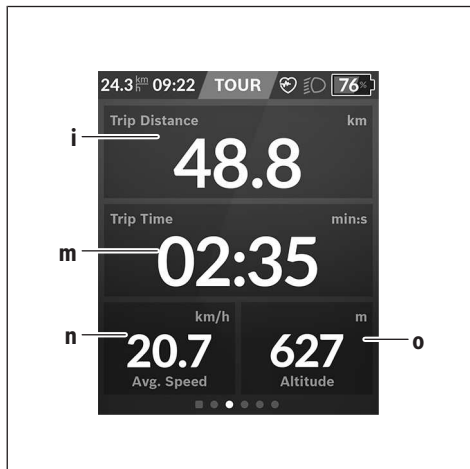 24.3 km/h 09:22 TOUR 76%
Trip Distance km
i
48.8
Trip Time min:s
m
02:35
km/h m
n 20.7 627 o
Avg. Speed Altitude